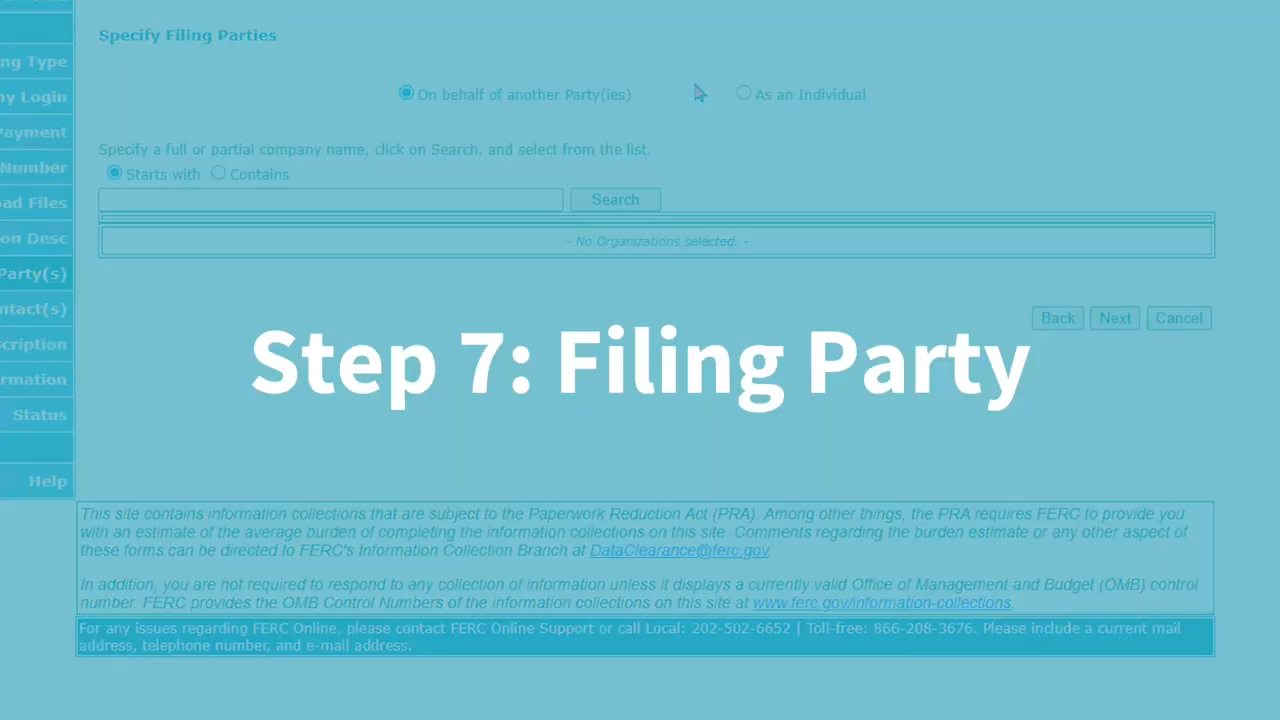 Specify Filing Parties
On behalf of another Party(ies) As an Individual
Specify a full or partial company name, click on Search, and select from the list.
Starts with Contains
Search
- No Organizations selected. -
Back Next Cancel
Step 7: Filing Party
ng Type
ny Login
Payment
Number
ad Files
on Desc
Party(s)
ntact(s)
cription
rmation
Status
Help
This site contains information collections that are subject to the Paperwork Reduction Act (PRA). Among other things, the PRA requires FERC to provide you
with an estimate of the average burden of completing the information collections on this site. Comments regarding the burden estimate or any other aspect of
these forms can be directed to FERC's Information Collection Branch at DataClearance@ferc.gov.
In addition, you are not required to respond to any collection of information unless it displays a currently valid Office of Management and Budget (OMB) control
number. FERC provides the OMB Control Numbers of the information collections on this site at www.ferc.gov/information-collections.
For any issues regarding FERC Online, please contact FERC Online Support or call Local: 202-502-6652 | Toll-free: 866-208-3676. Please include a current mail
address, telephone number, and e-mail address.